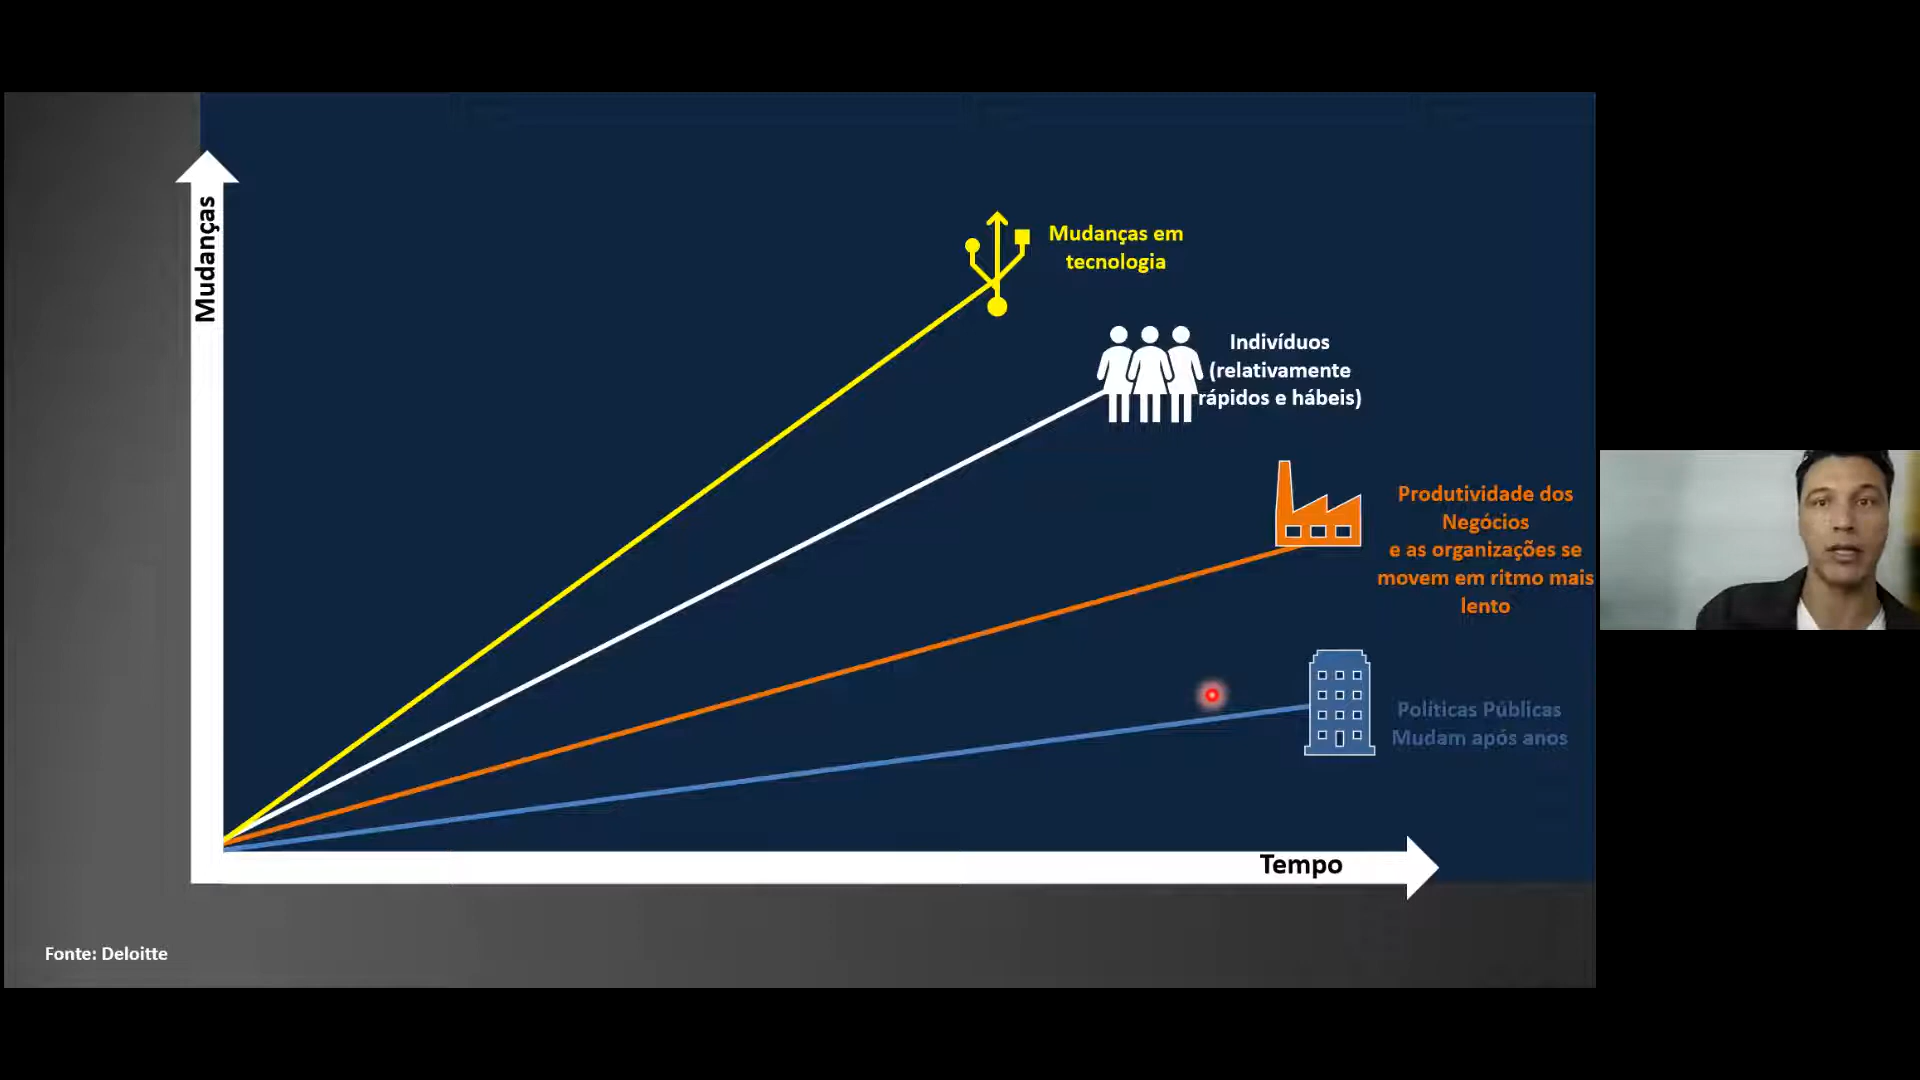 Mudanças
Mudanças em
tecnologia
Indivíduos
(relativamente
rápidos e hábeis)
Produtividade dos
Negócios
e as organizações se
movem em ritmo mais
lento
Políticas Públicas
Mudam após anos
Tempo
Fonte: Deloitte